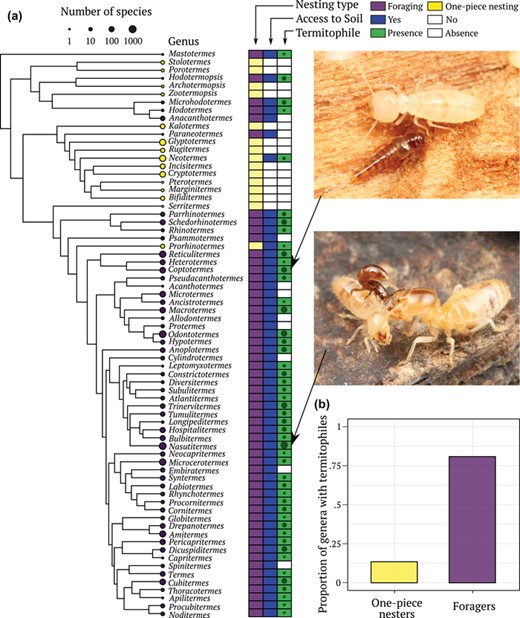 (a)
Number of species
1 10 100 1000
Genus
Nesting type
Access to Soil
Termitophile
Foraging
One-piece nesting
Yes
No
Presence
Absence
Mastotermes
Stolotermes
Porotermes
Hodotermopsis
Archotermopsis
Zootermopsis
Microhodotermes
Hodotermes
Anacanthotermes
Kalotermes
Paraneotermes
Glyptotermes
Rugitermes
Neotermes
Incisitermes
Cryptotermes
Pterotermes
Marginitermes
Bifiditermes
Serritermes
Parrhinotermes
Schedorhinotermes
Rhinotermes
Psammotermes
Prorhinotermes
Reticulitermes
Heterotermes
Coptotermes
Pseudacanthotermes
Acanthotermes
Microtermes
Ancistrotermes
Macrotermes
Allodontermes
Protermes
Odontotermes
Hypotermes
Anoplotermes
Cylindrotermes
Leptomyxotermes
Constrictotermes
Diversitermes
Subulitermes
Atlantitermes
Trinervitermes
Tumulitermes
Longipeditermes
Hospitalitermes
Bulbitermes
Nasutitermes
Neocapritermes
Microcerotermes
Embiratermes
Syntermes
Labiotermes
Rhynchotermes
Procornitermes
Cornitermes
Globitermes
Drepanotermes
Amitermes
Pericapritermes
Dicuspiditermes
Capritermes
Spinitermes
Termes
Cubitermes
Thoracotermes
Apilitermes
Procubitermes
Noditermes
(b)
Proportion of genera with termitophiles
1
.75
.5
.25
0
One-piece
nesters
Foragers